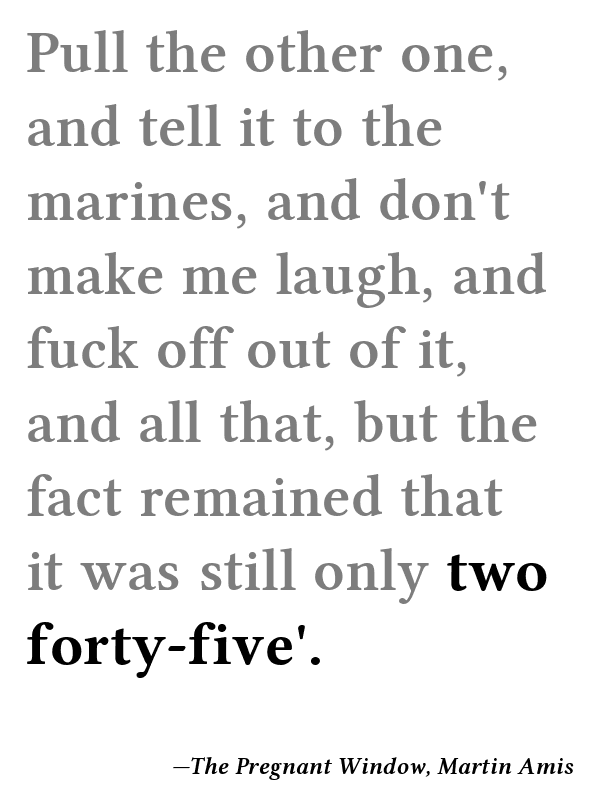 Pull the other one,
and tell it to the
marines, and don't
make me laugh, and
fuck off out of it,
and all that, but the
fact remained that
it was still only two
forty-five'.
—The Pregnant Window, Martin Amis